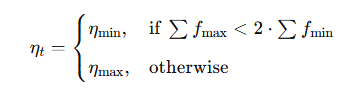 η_t = { η_min, if ∑ f_max < 2 · ∑ f_min
η_max, otherwise